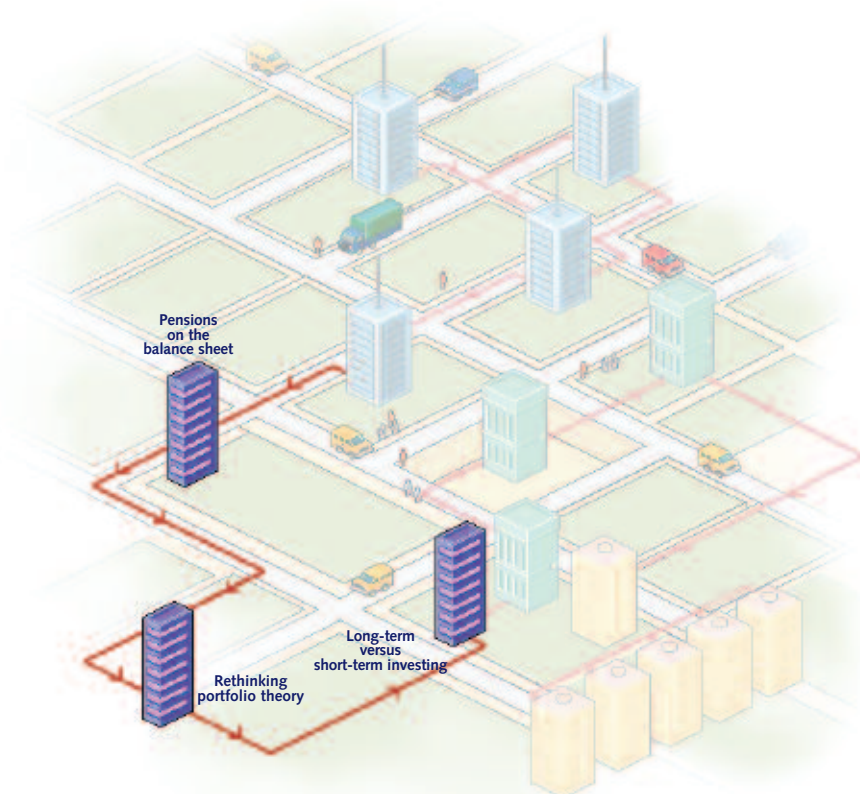 Pensions
on the
balance sheet
Long-term
versus
short-term investing
Rethinking
portfolio theory